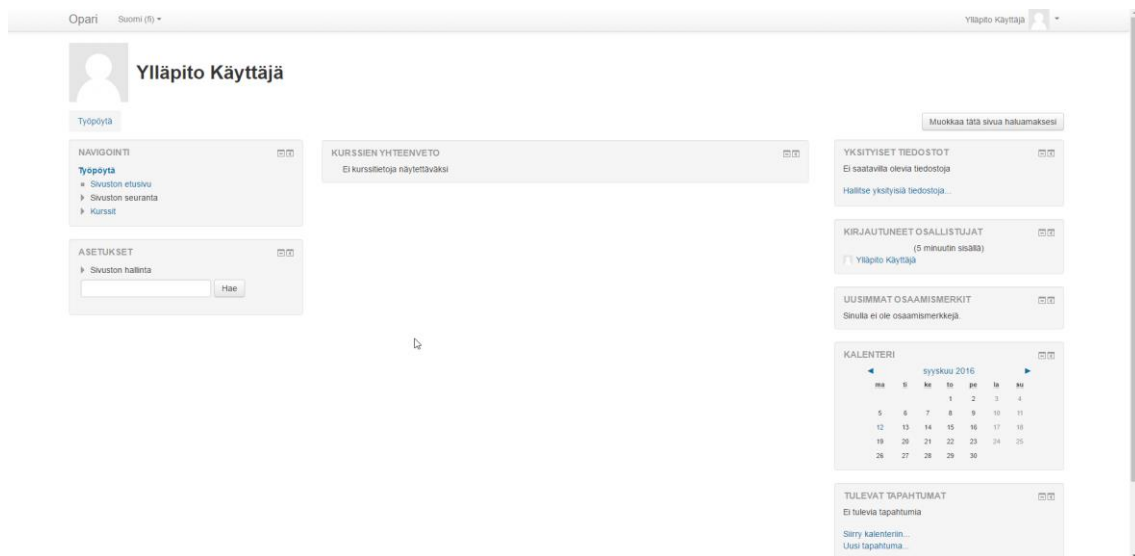 Opari Suomi (fi)
Ylläpito Käyttäjä
Ylläpito Käyttäjä
Työpöytä
Muokkaa tätä sivua haluamaksesi
NAVIGOINTI
Työpöytä
Sivuston etusivu
Sivuston seuranta
Kurssit
ASETUKSET
Sivuston hallinta
Hae
KURSSIEN YHTEENVETO
Ei kurssitietoja näytettäväksi
YKSITYISET TIEDOSTOT
Ei saatavilla olevia tiedostoja
Hallitse yksityisiä tiedostoja...
KIRJAUTUNEET OSALLISTUJAT
(5 minuutin sisällä)
Ylläpito Käyttäjä
UUSIMMAT OSAAMISMERKIT
Sinulla ei ole osaamismerkkejä.
KALENTERI
syyskuu 2016
ma ti ke to pe la su
1 2 3 4
5 6 7 8 9 10 11
12 13 14 15 16 17 18
19 20 21 22 23 24 25
26 27 28 29 30
TULEVAT TAPAHTUMAT
Ei tulevia tapahtumia
Siirry kalenteriin...
Uusi tapahtuma...